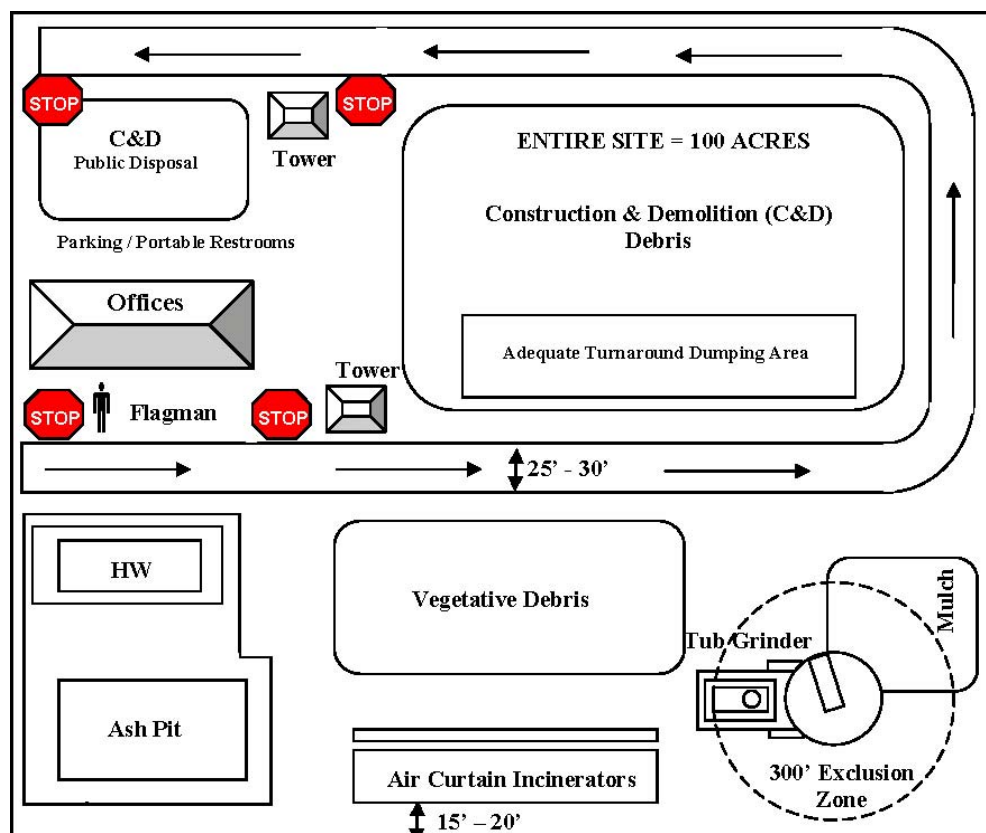 STOP
STOP
C&D
Public Disposal
Tower
ENTIRE SITE = 100 ACRES
Construction & Demolition (C&D)
Debris
Parking / Portable Restrooms
Offices
Adequate Turnaround Dumping Area
Tower
STOP
Flagman
STOP
25’ - 30’
HW
Vegetative Debris
Mulch
Tub Grinder
Ash Pit
Air Curtain Incinerators
300’ Exclusion
Zone
15’ – 20’